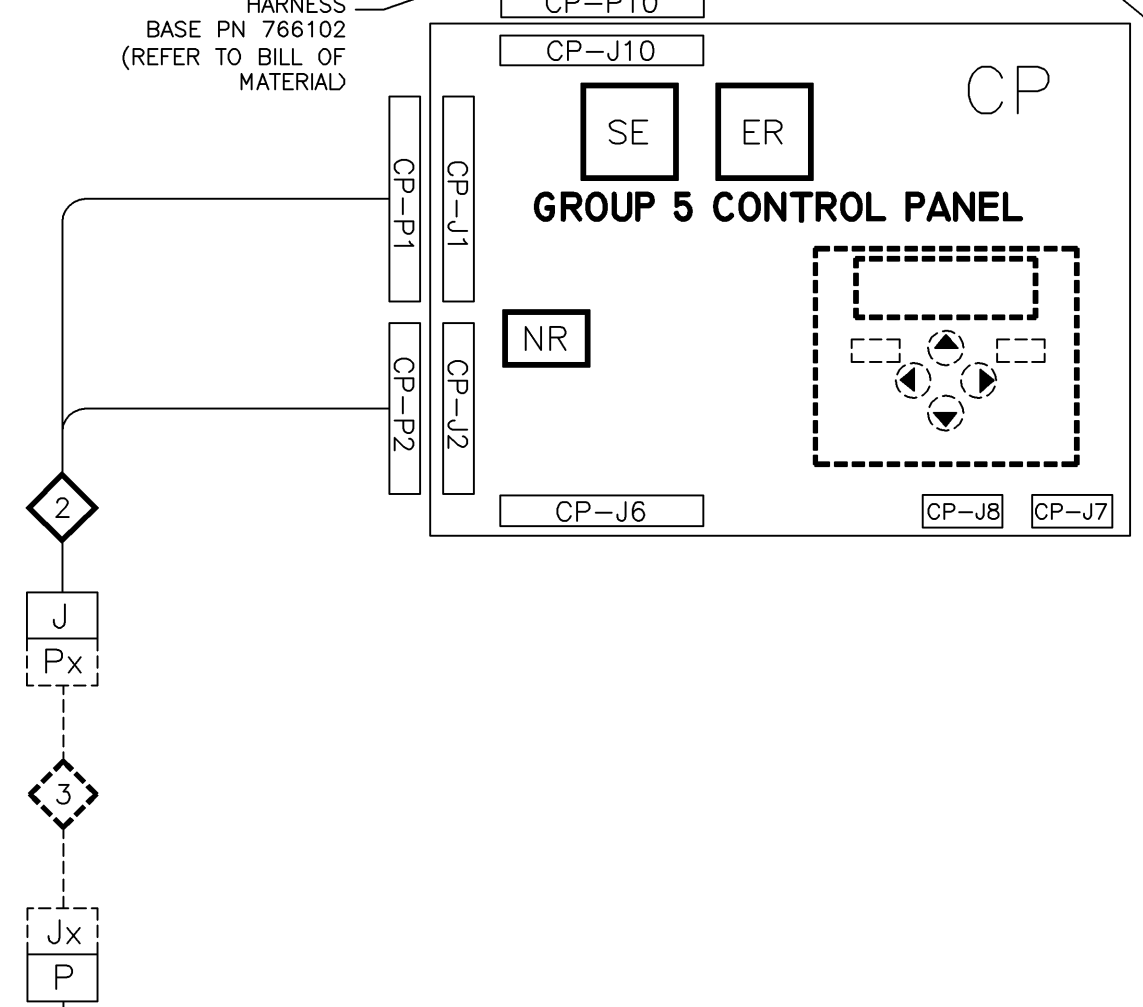 HARNESS
BASE PN 766102
(REFER TO BILL OF
MATERIAL)
CP-P10
CP-J10
CP
SE
ER
GROUP 5 CONTROL PANEL
CP-P1
CP-J1
NR
CP-P2
CP-J2
CP-J6
CP-J8
CP-J7
2
J
Px
3
Jx
P